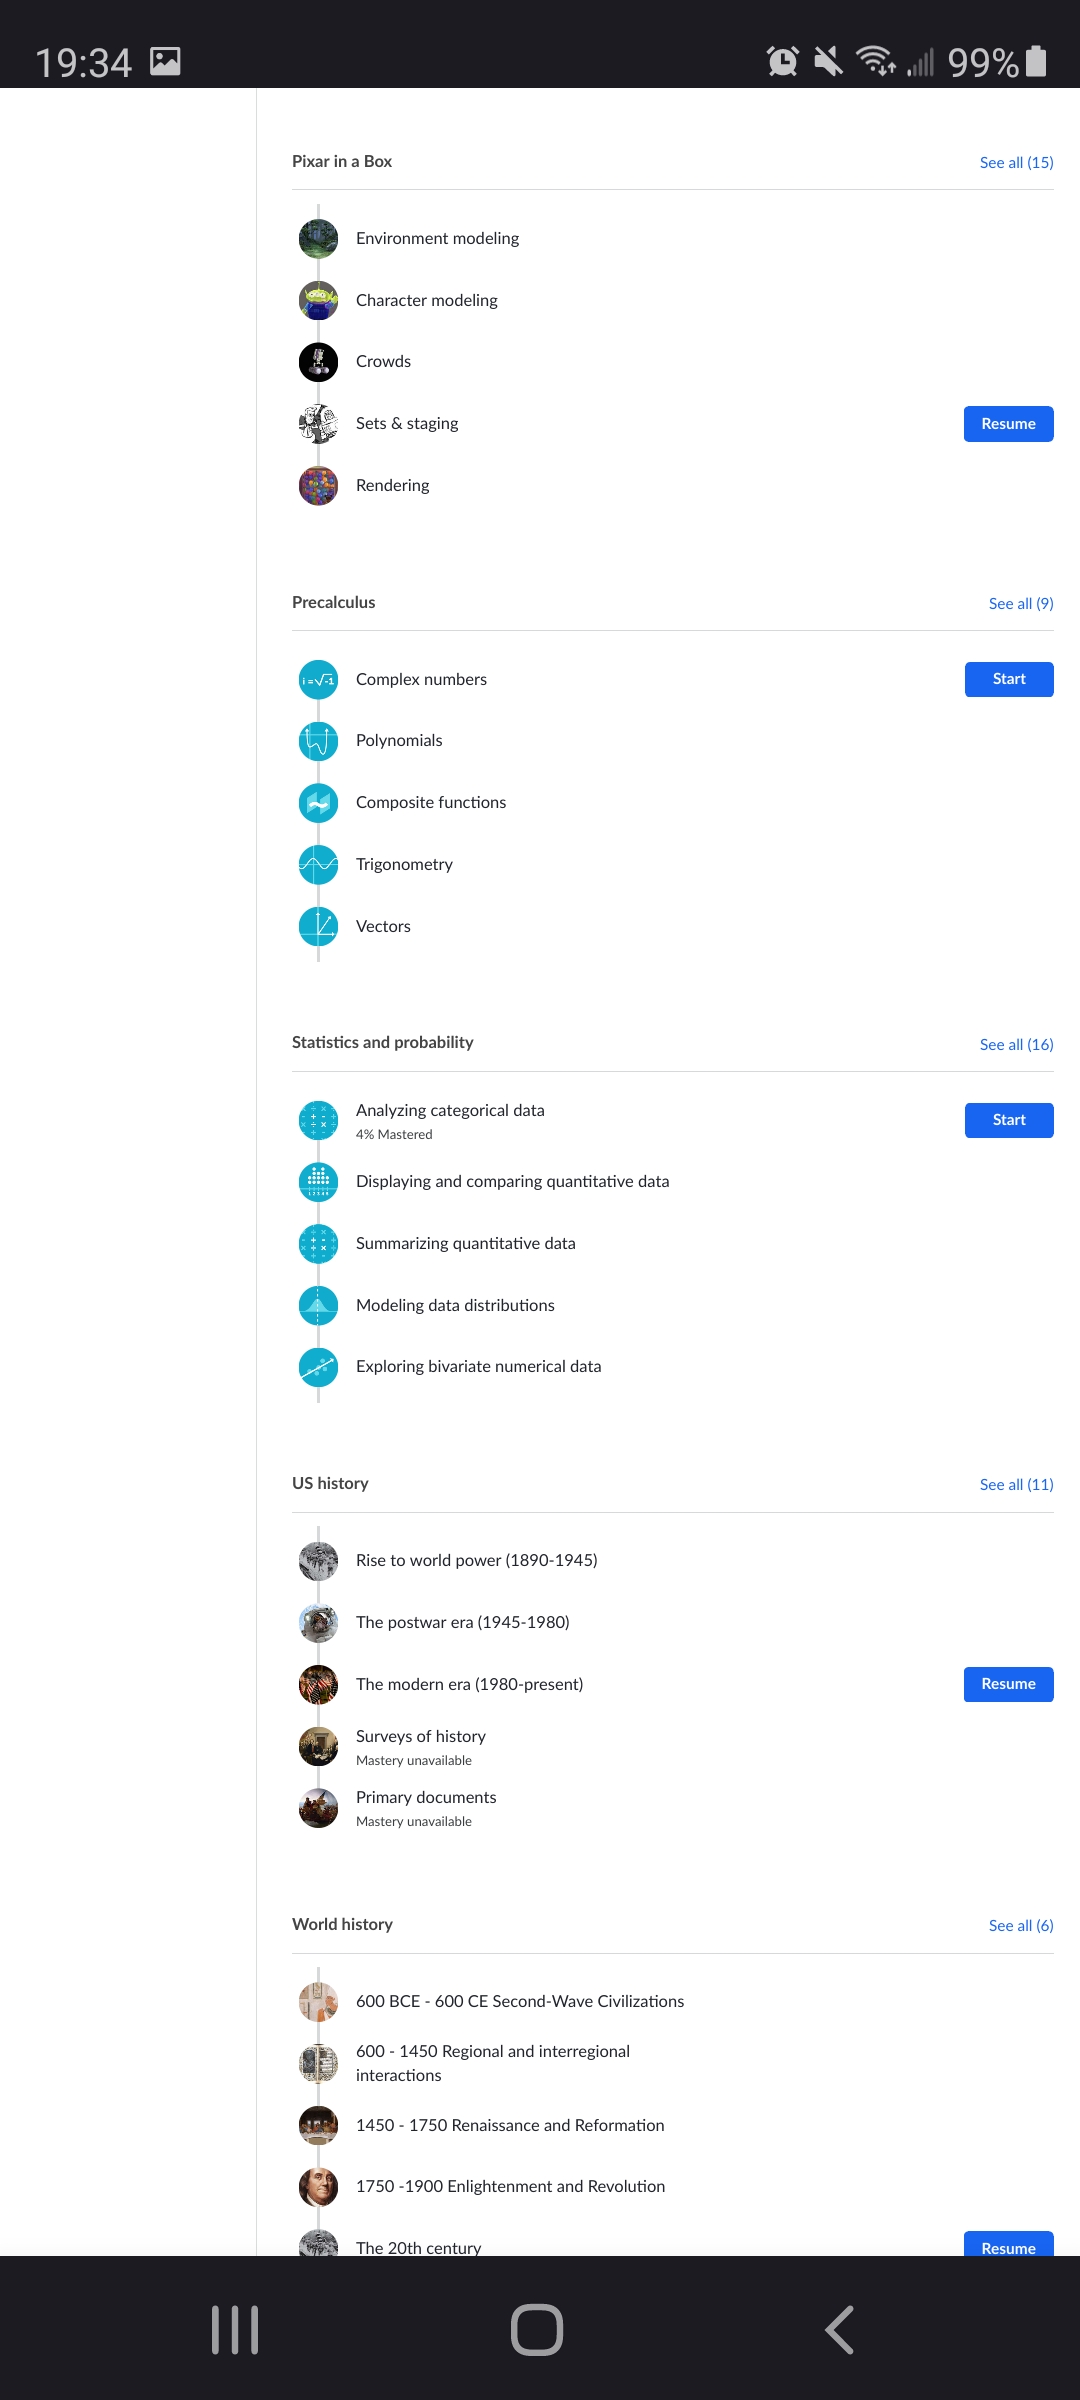 19:34
99%
Pixar in a Box
See all (15)
Environment modeling
Character modeling
Crowds
Sets & staging
Resume
Rendering
Precalculus
See all (9)
i = √-1
Complex numbers
Start
Polynomials
Composite functions
Trigonometry
Vectors
Statistics and probability
See all (16)
Analyzing categorical data
4% Mastered
Start
Displaying and comparing quantitative data
Summarizing quantitative data
Modeling data distributions
Exploring bivariate numerical data
US history
See all (11)
Rise to world power (1890-1945)
The postwar era (1945-1980)
The modern era (1980-present)
Resume
Surveys of history
Mastery unavailable
Primary documents
Mastery unavailable
World history
See all (6)
600 BCE - 600 CE Second-Wave Civilizations
600 - 1450 Regional and interregional
interactions
1450 - 1750 Renaissance and Reformation
1750 -1900 Enlightenment and Revolution
The 20th century
Resume